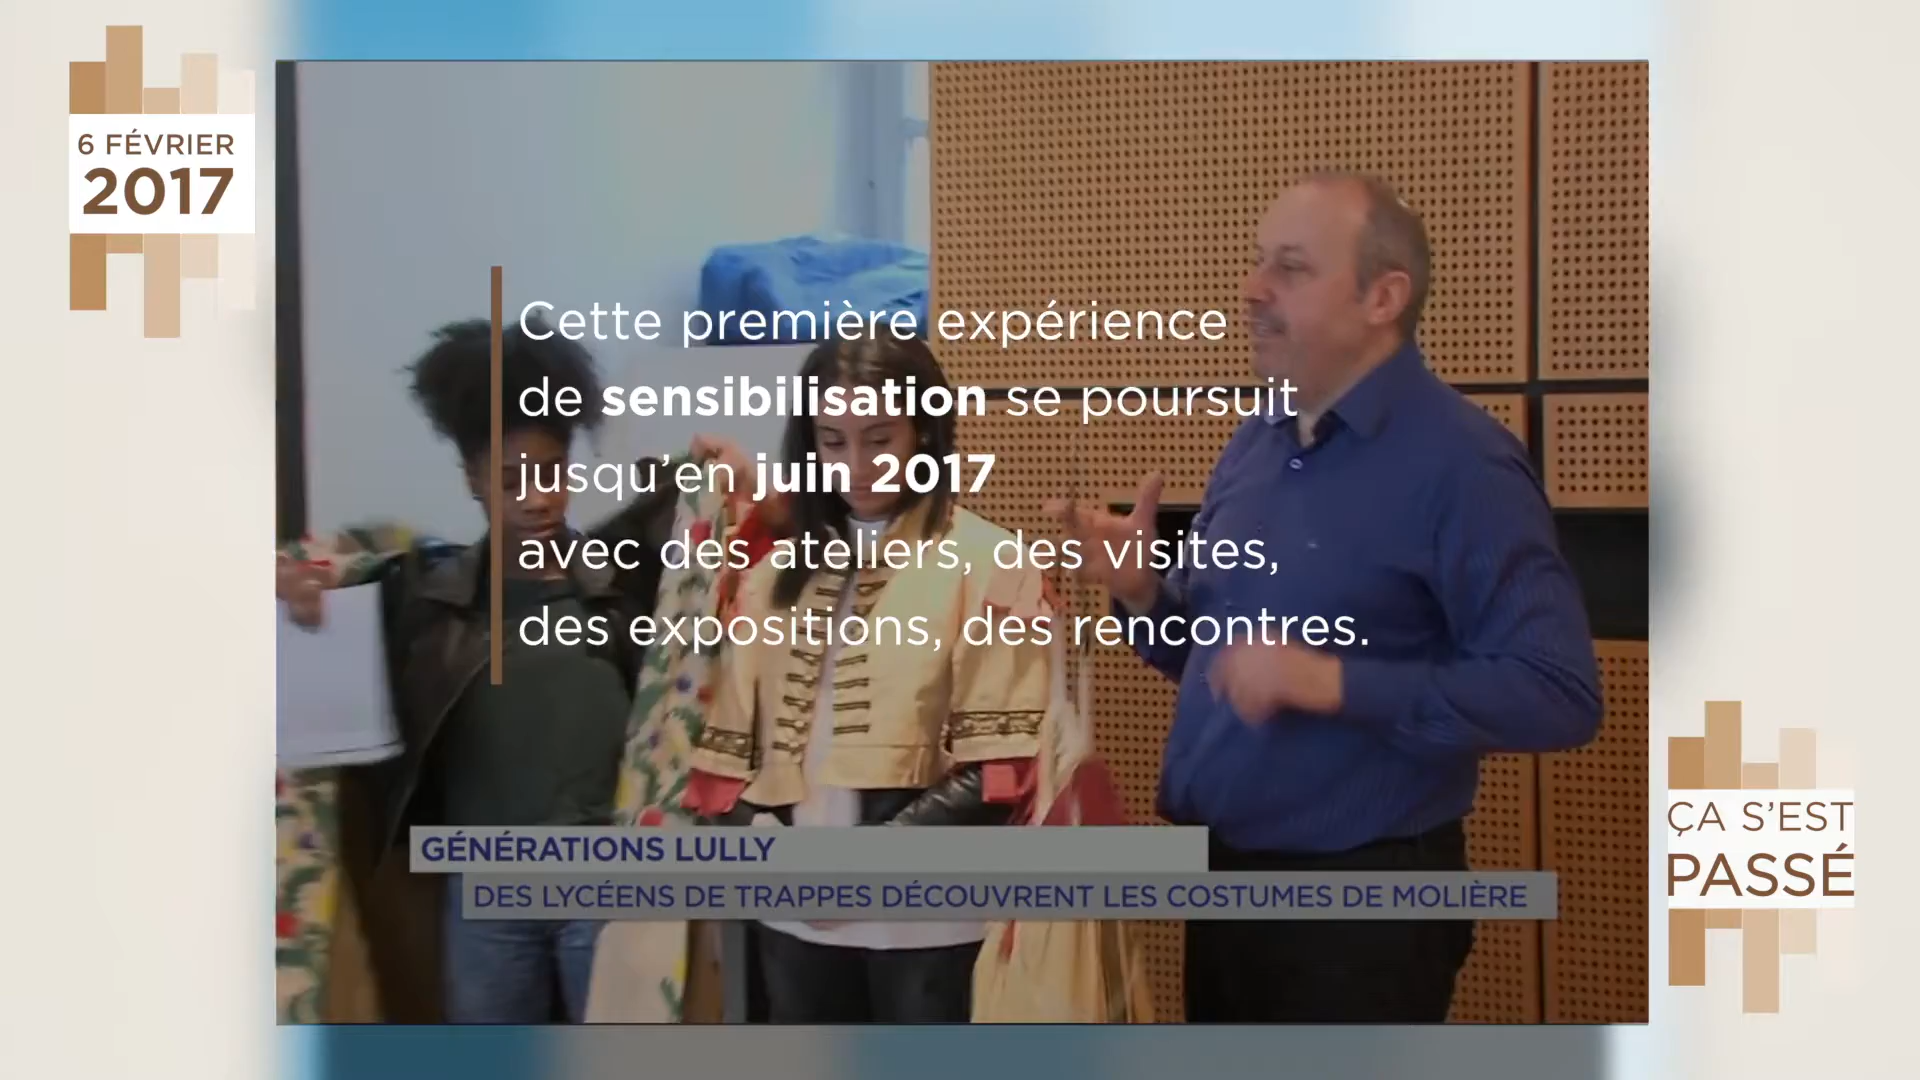 6 FÉVRIER
2017
Cette première expérience
de sensibilisation se poursuit
jusqu’en juin 2017
avec des ateliers, des visites,
des expositions, des rencontres.
GÉNÉRATIONS LULLY
DES LYCÉENS DE TRAPPES DÉCOUVRENT LES COSTUMES DE MOLIÈRE
ÇA S’EST
PASSÉ